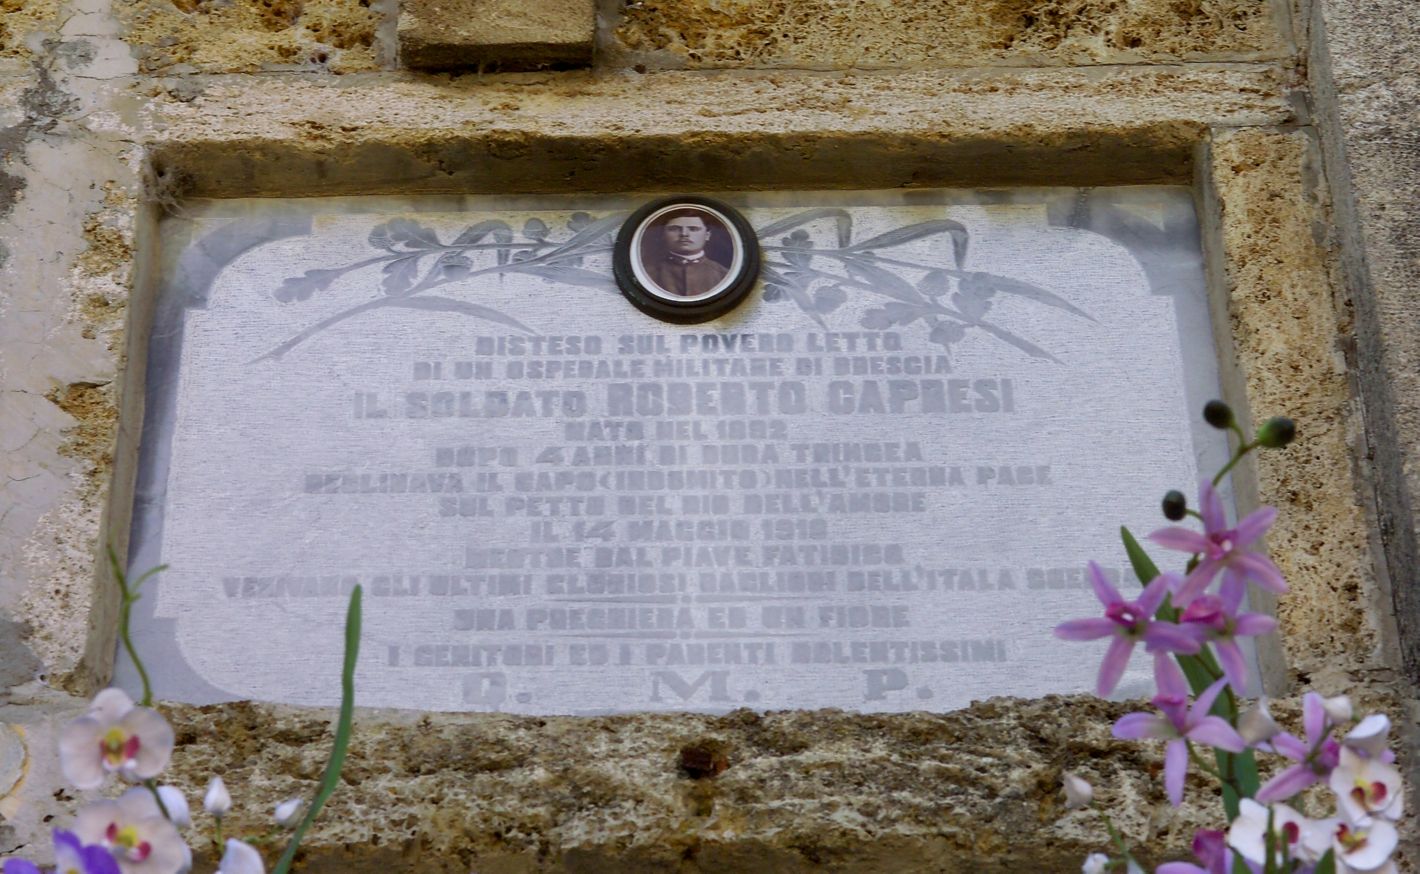 DISTESO SUL POVERO LETTO
DI UN OSPEDALE MILITARE DI BRESCIA
IL SOLDATO ROBERTO CAPRESI
NATO NEL 1892
DOPO 4 ANNI DI DURA TRINCEA
RECLINAVA IL CAPO (INDOMITO) NELL'ETERNA PACE
SUL PETTO DEL DIO DELL'AMORE
IL 14 MAGGIO 1919
MENTRE DAL PIAVE FATIDICO
VENIVANO GLI ULTIMI GLORIOSI BAGLIORI DELL'ITALA GUERRA
UNA PREGHIERA ED UN FIORE
I GENITORI ED I PARENTI DOLENTISSIMI
Q. M. P.